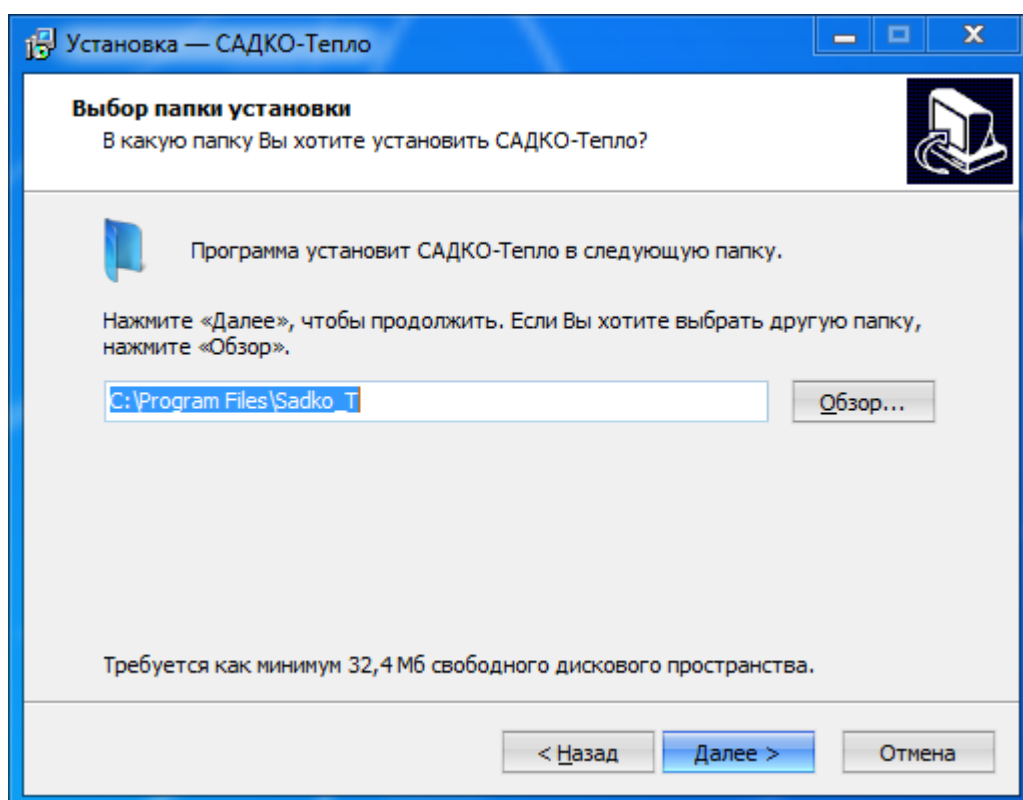 Установка — САДКО-Тепло
Выбор папки установки
В какую папку Вы хотите установить САДКО-Тепло?
Программа установит САДКО-Тепло в следующую папку.
Нажмите «Далее», чтобы продолжить. Если Вы хотите выбрать другую папку,
нажмите «Обзор».
C:\Program Files\Sadko_T
Обзор...
Требуется как минимум 32,4 Мб свободного дискового пространства.
< Назад
Далее >
Отмена